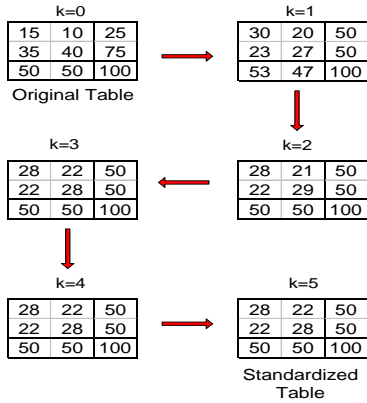 k=0
15 10 25
35 40 75
50 50 100
Original Table
k=1
30 20 50
23 27 50
53 47 100
k=2
28 21 50
22 29 50
50 50 100
k=3
28 22 50
22 28 50
50 50 100
k=4
28 22 50
22 28 50
50 50 100
k=5
28 22 50
22 28 50
50 50 100
Standardized
Table